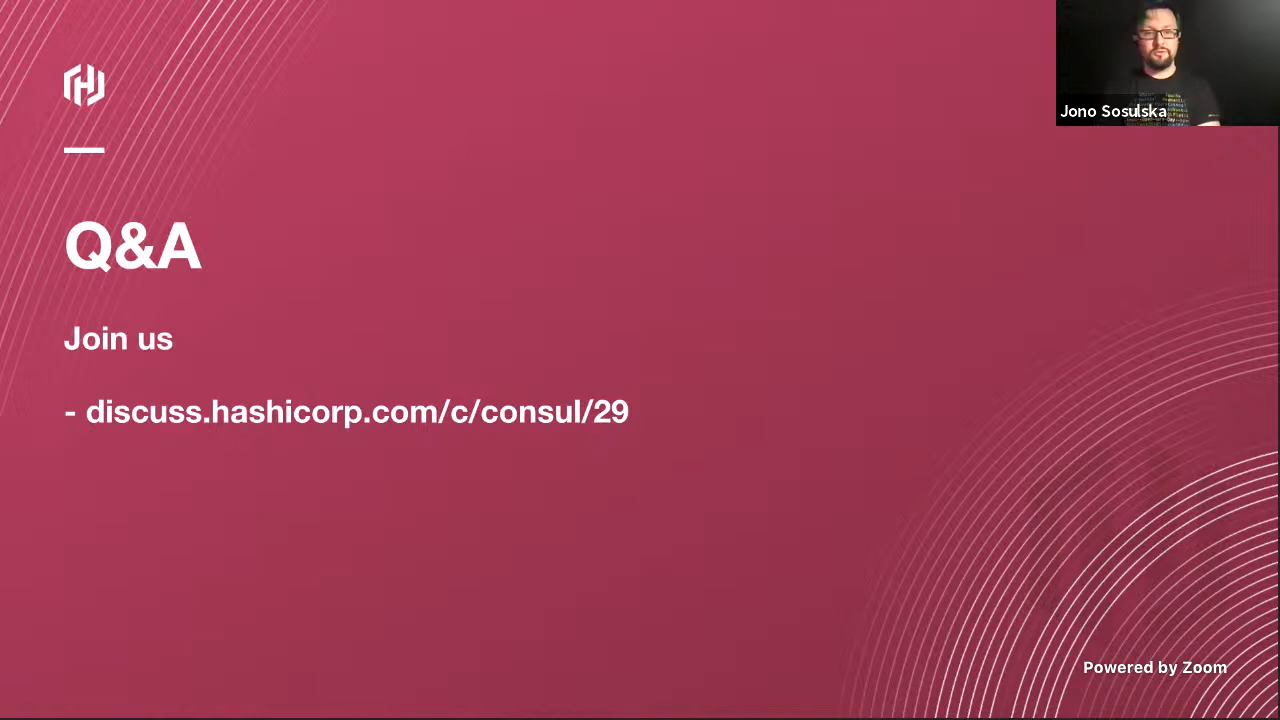 Jono Sosulska
Q&A
Join us
- discuss.hashicorp.com/c/consul/29
Powered by Zoom